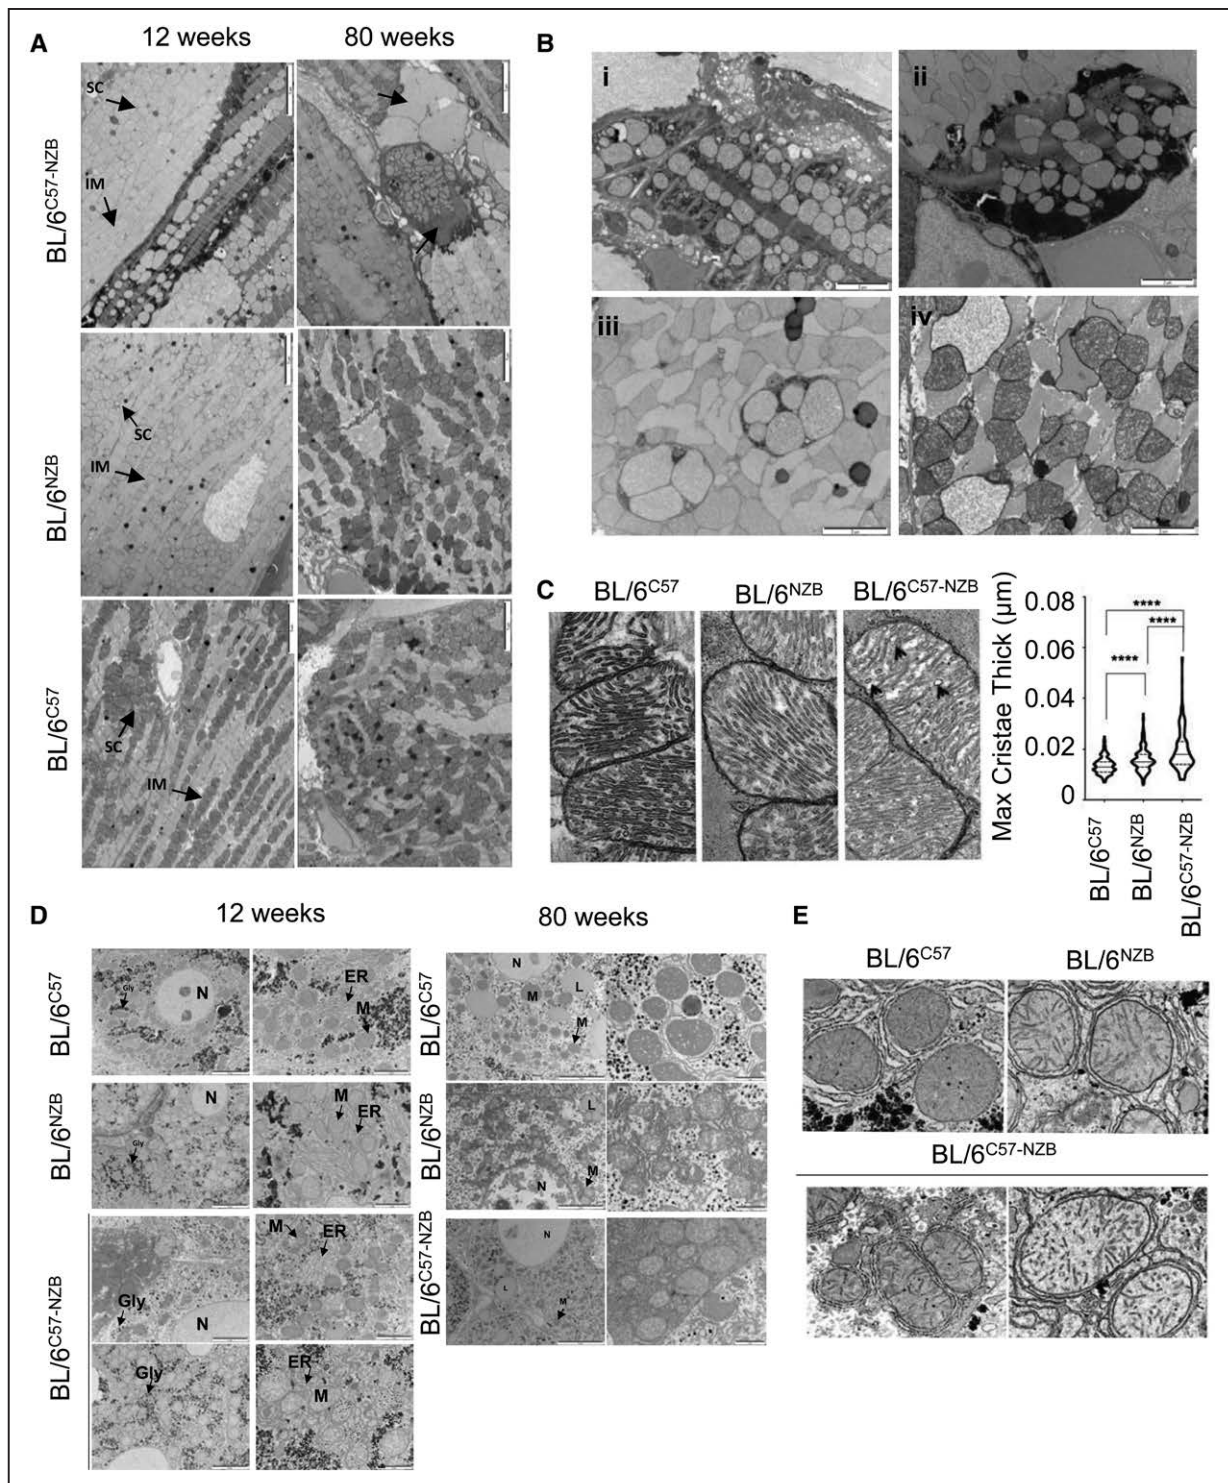 A
12 weeks
80 weeks
BL/6C57-NZB
SC
IM
BL/6NZB
SC
IM
BL/6C57
SC
IM
B
i
ii
iii
iv
C
BL/6C57
BL/6NZB
BL/6C57-NZB
Max Cristae Thick (μm)
0.08
0.06
0.04
0.02
0
****
****
****
BL/6C57
BL/6NZB
BL/6C57-NZB
D
12 weeks
80 weeks
BL/6C57
Gly
N
ER
M
BL/6C57
N
M
L
M
BL/6NZB
N
Gly
M
ER
BL/6NZB
L
M
N
BL/6C57-NZB
M
ER
Gly
N
Gly
ER
M
BL/6C57-NZB
N
L
M
E
BL/6C57
BL/6NZB
BL/6C57-NZB